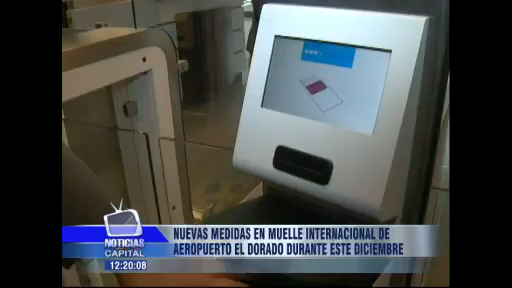 NUEVAS MEDIDAS EN MUELLE INTERNACIONAL DE
AEROPUERTO EL DORADO DURANTE ESTE DICIEMBRE
NOTICIAS
CAPITAL
12:20:08